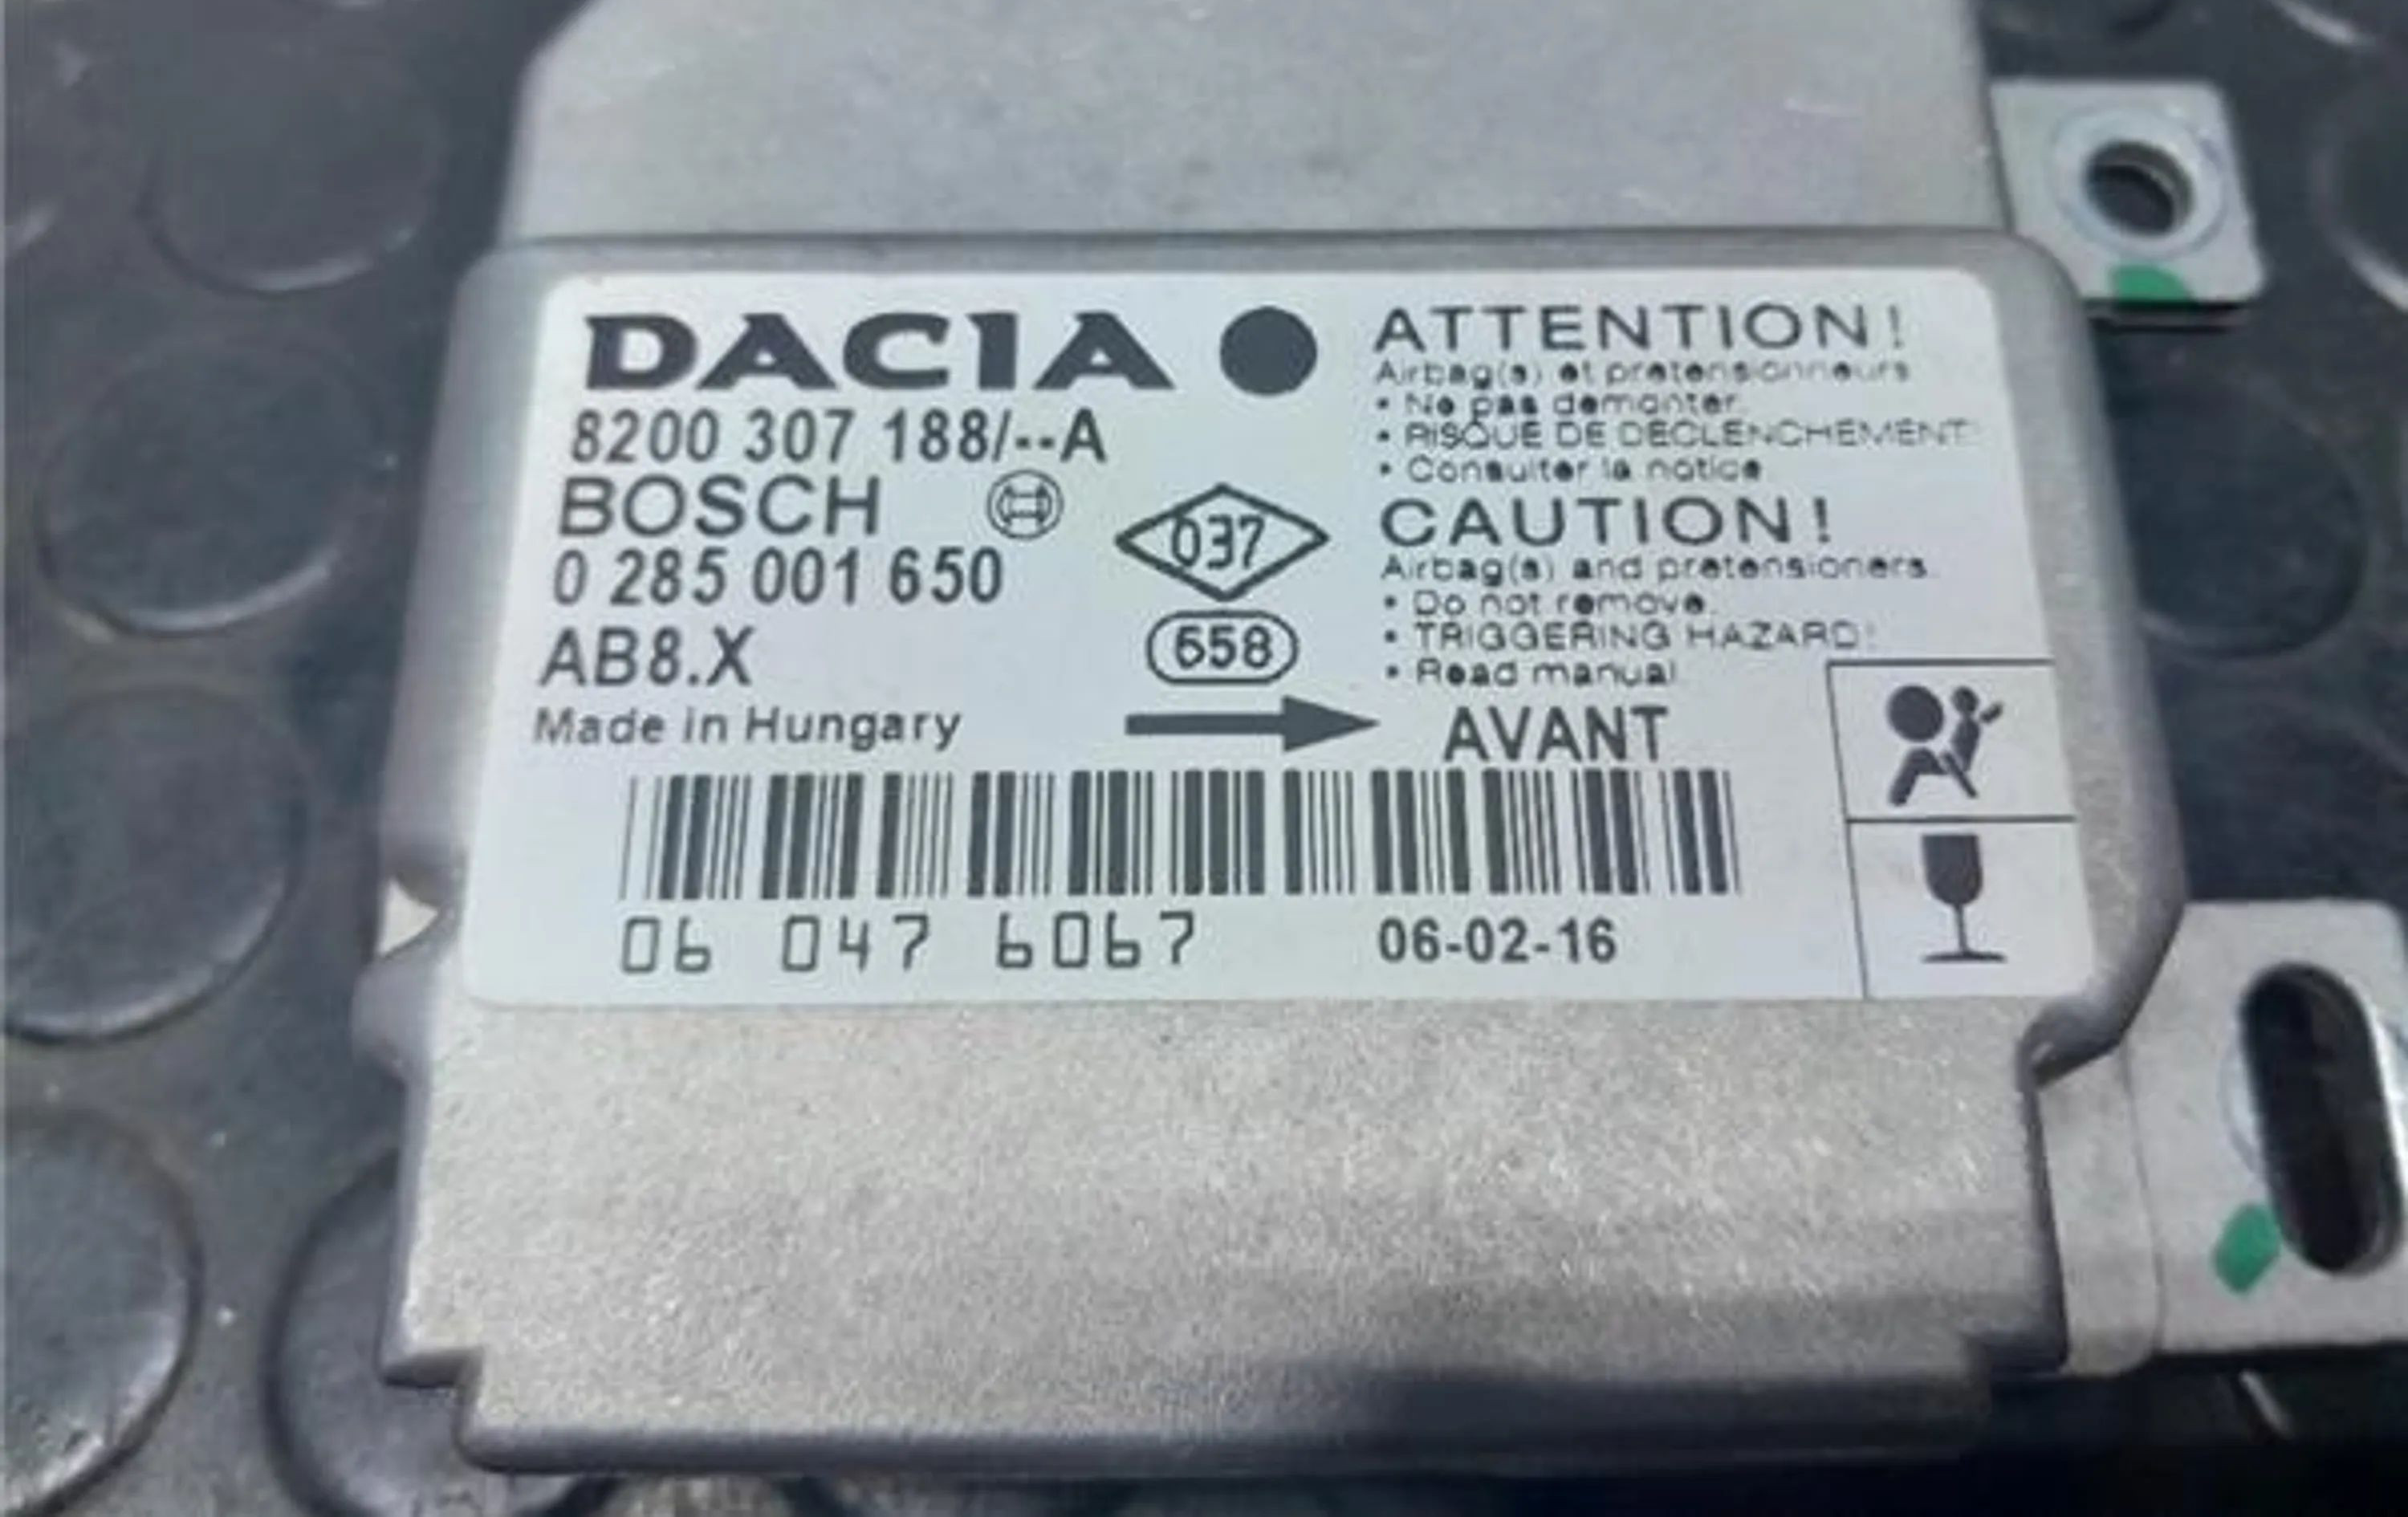 DACIA
8200 307 188/--A
BOSCH
0 285 001 650
AB8.X
Made in Hungary
037
658
ATTENTION!
Airbag(s) et pretensionneurs
• Ne pas demonter.
• RISQUE DE DECLENCHEMENT!
• Consulter la notice
CAUTION!
Airbag(s) and pretensioners.
• Do not remove.
• TRIGGERING HAZARD!
• Read manual
AVANT
06 047 6067
06-02-16